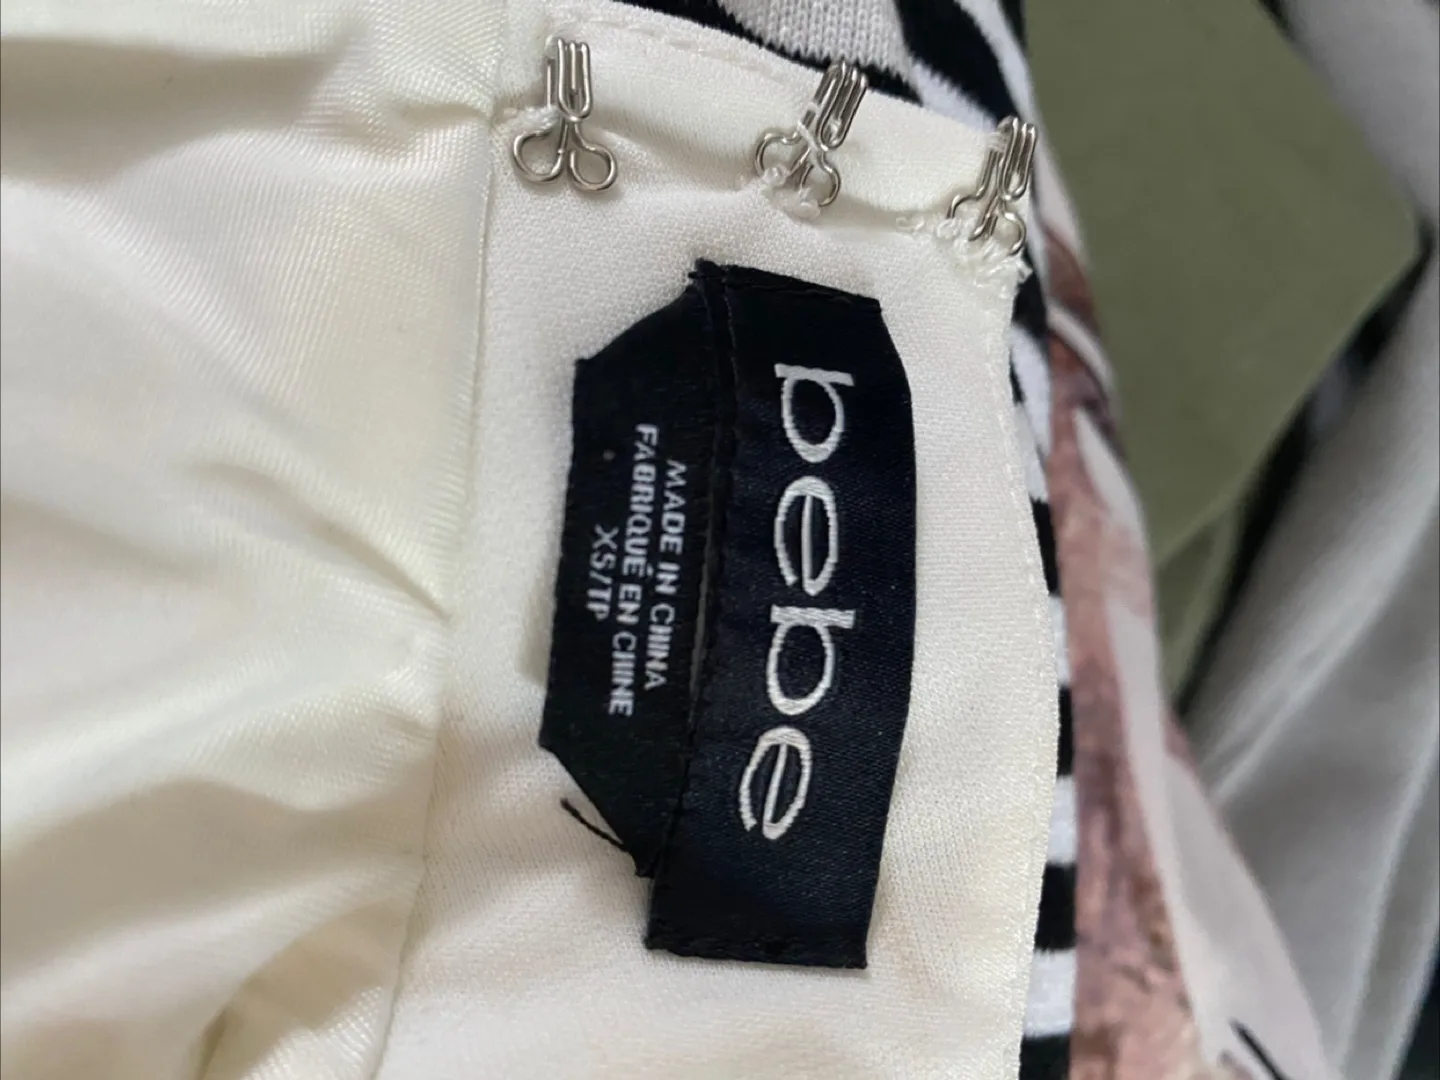 bebe
MADE IN CHINA
FABRIQUÉ EN CHINE
XS/TP